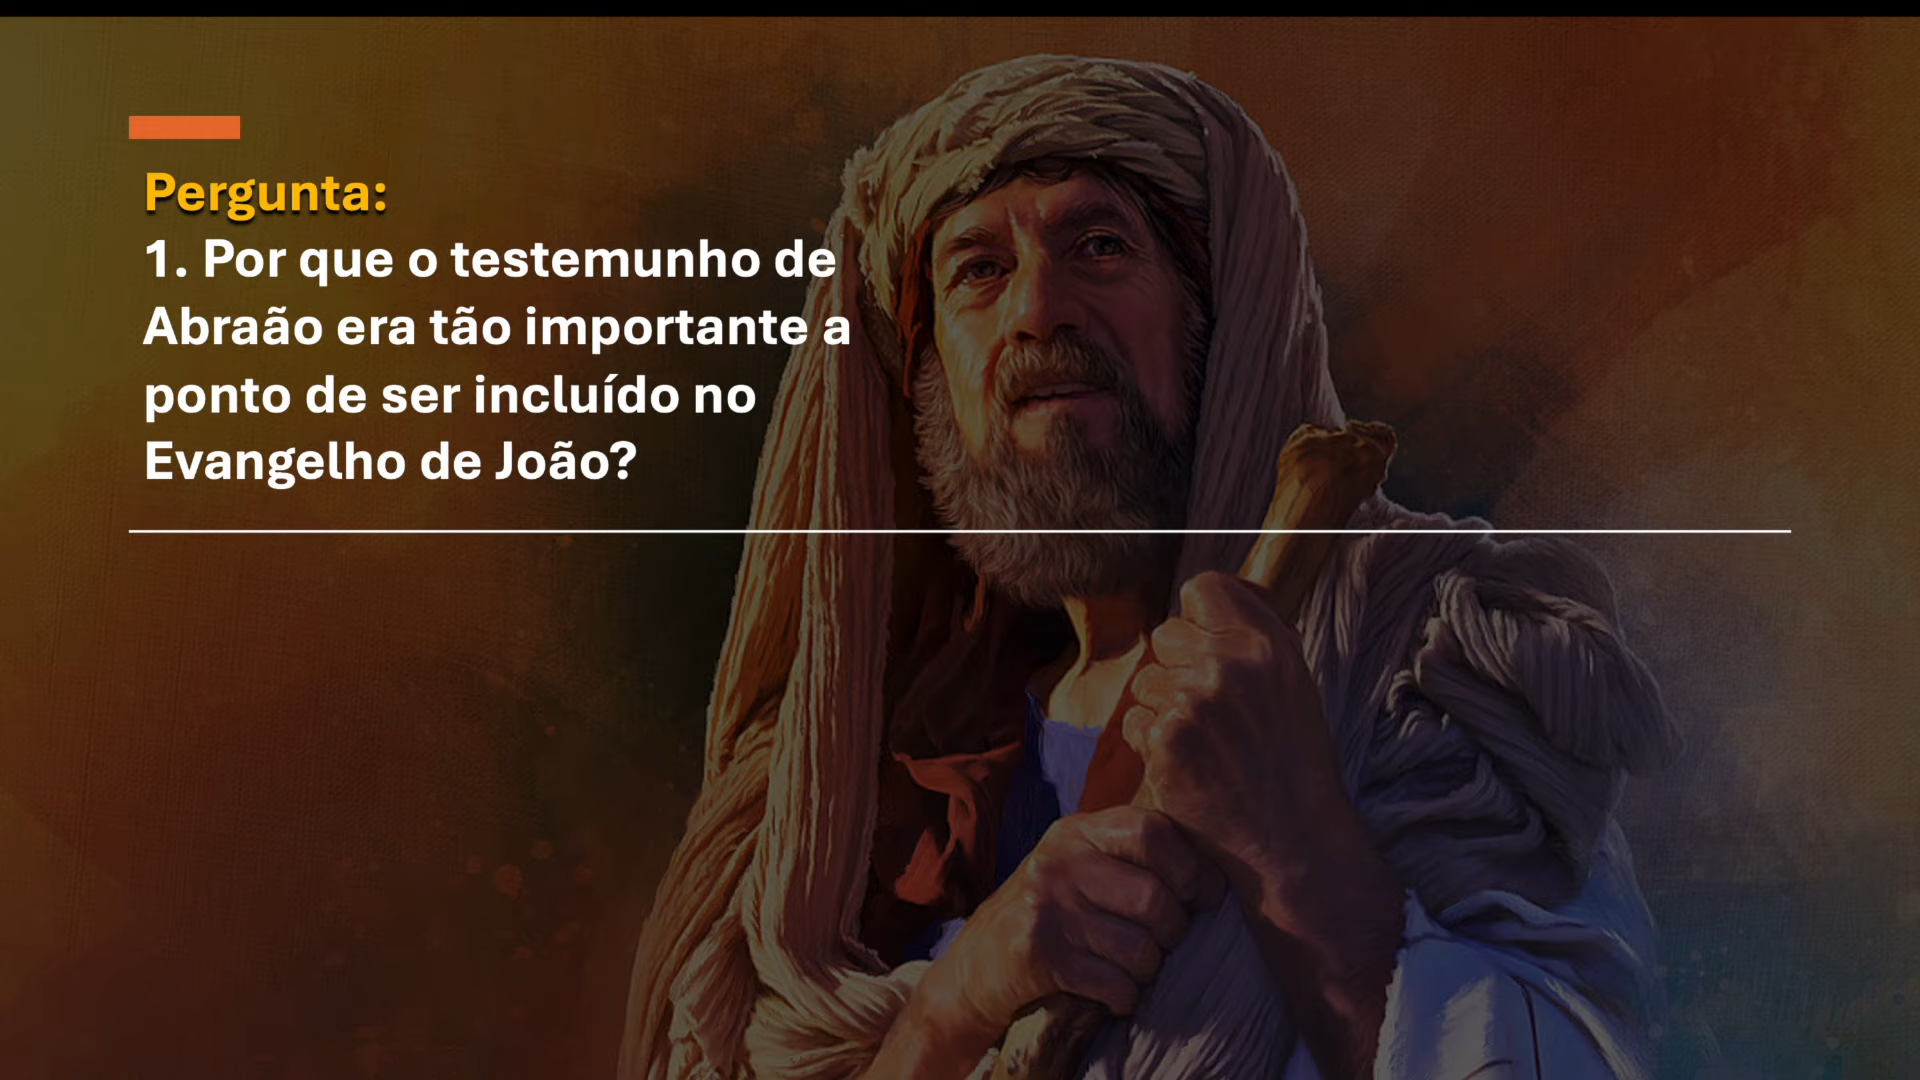 Pergunta:
1. Por que o testemunho de
Abraão era tão importante a
ponto de ser incluído no
Evangelho de João?